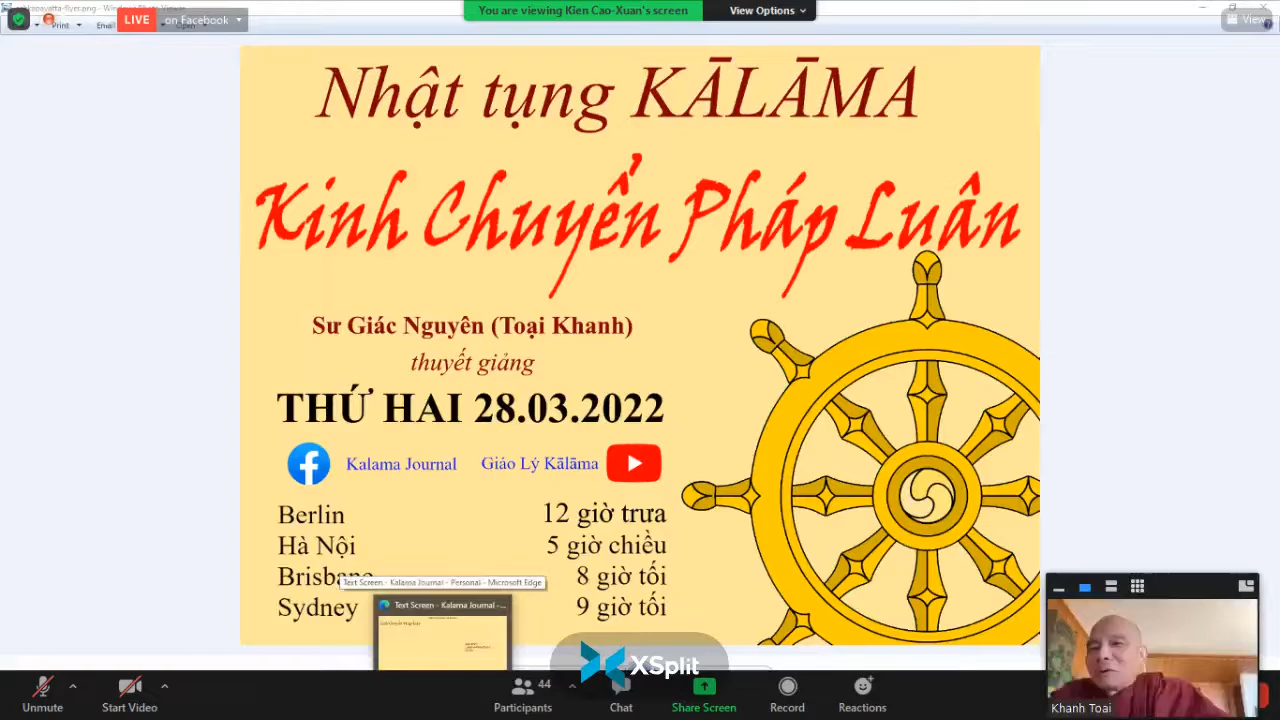 LIVE on Facebook
You are viewing Kien Cao-Xuan's screen
View Options
View
Print
Nhật tụng KĀLĀMA
Kinh Chuyển Pháp Luân
Sư Giác Nguyên (Toại Khanh)
thuyết giảng
THỨ HAI 28.03.2022
Kalama Journal Giáo Lý Kālāma
Berlin 12 giờ trưa
Hà Nội 5 giờ chiều
Brisbane 8 giờ tối
Text Screen - Kalama Journal - Personal - Microsoft Edge
Sydney 9 giờ tối
Text Screen - Kalama Journal -...
XSplit
Khanh Toai
44
Unmute
Start Video
Participants
Chat
Share Screen
Record
Reactions